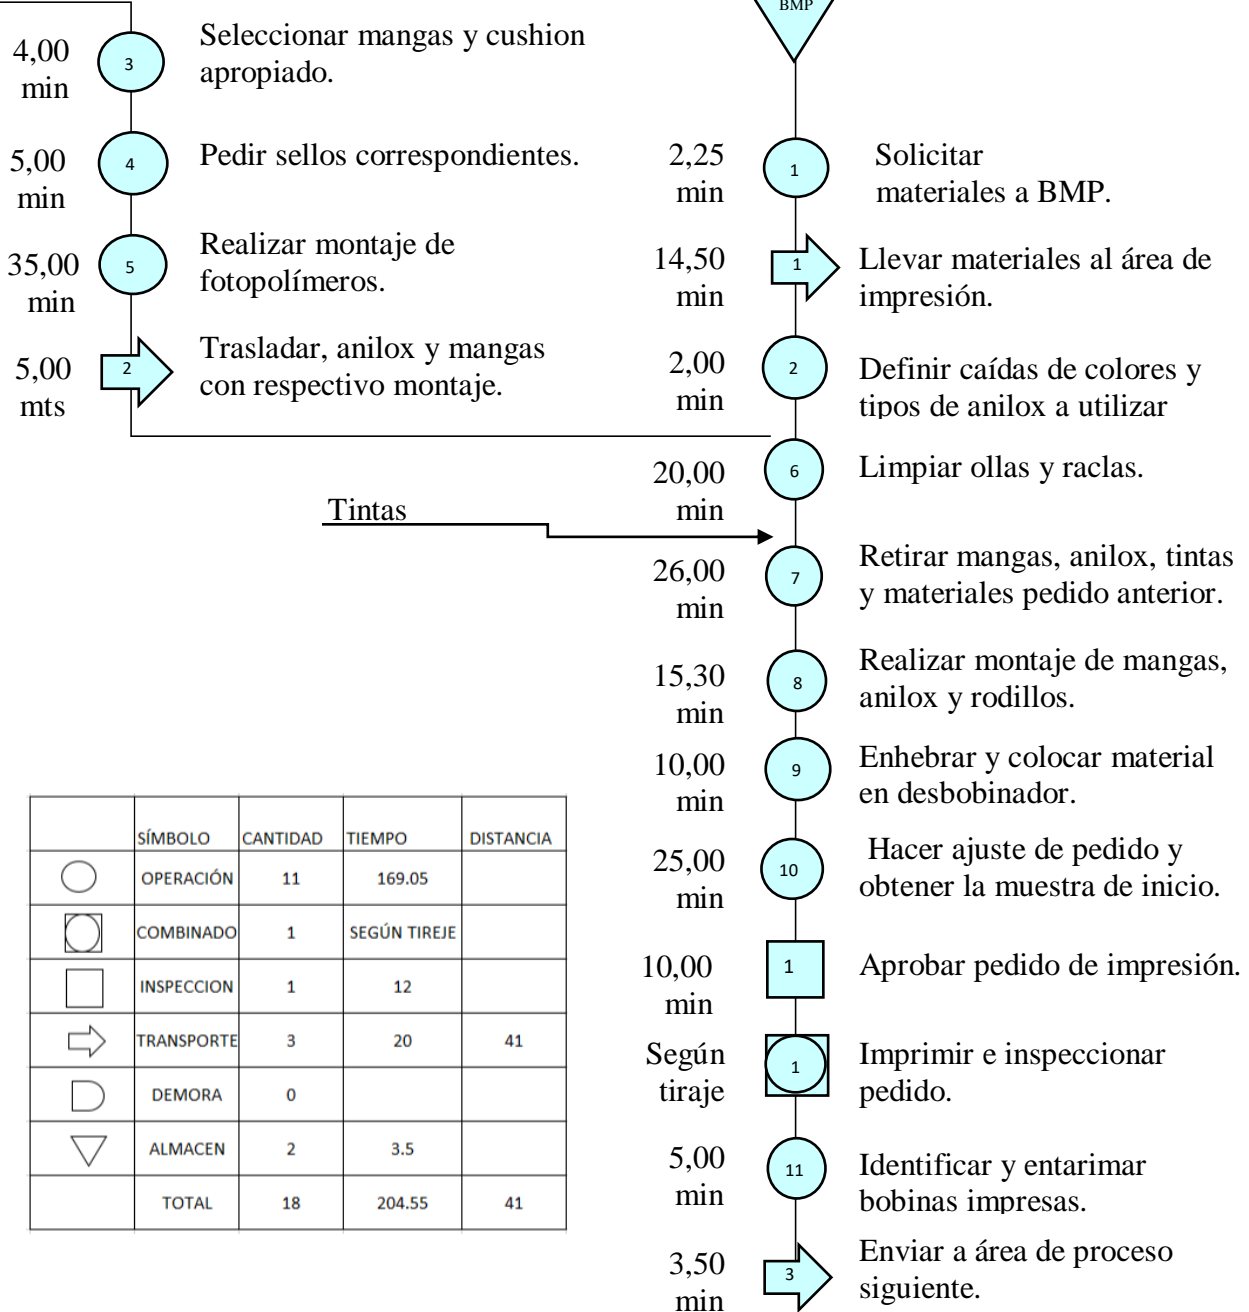 BMP
4,00
min
3
Seleccionar mangas y cushion
apropiado.
5,00
min
4
Pedir sellos correspondientes.
35,00
min
5
Realizar montaje de
fotopolímeros.
5,00
mts
2
Trasladar, anilox y mangas
con respectivo montaje.
2,25
min
1
Solicitar
materiales a BMP.
14,50
min
1
Llevar materiales al área de
impresión.
2,00
min
2
Definir caídas de colores y
tipos de anilox a utilizar
20,00
min
6
Limpiar ollas y raclas.
Tintas
26,00
min
7
Retirar mangas, anilox, tintas
y materiales pedido anterior.
15,30
min
8
Realizar montaje de mangas,
anilox y rodillos.
10,00
min
9
Enhebrar y colocar material
en desbobinador.
25,00
min
10
Hacer ajuste de pedido y
obtener la muestra de inicio.
10,00
min
1
Aprobar pedido de impresión.
Según
tiraje
1
Imprimir e inspeccionar
pedido.
5,00
min
11
Identificar y entarimar
bobinas impresas.
3,50
min
3
Enviar a área de proceso
siguiente.
SÍMBOLO CANTIDAD TIEMPO DISTANCIA
OPERACIÓN 11 169.05
COMBINADO 1 SEGÚN TIREJE
INSPECCION 1 12
TRANSPORTE 3 20 41
DEMORA 0
ALMACEN 2 3.5
TOTAL 18 204.55 41